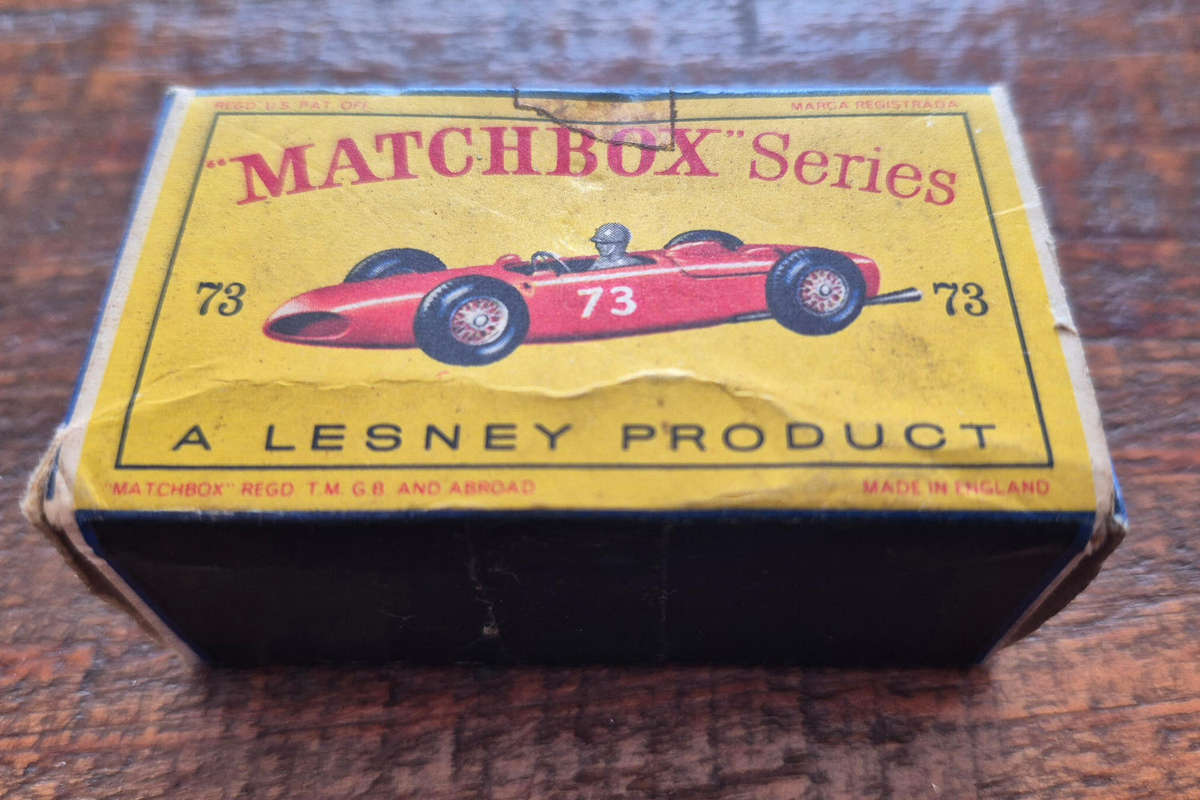 REGD U.S. PAT. OFF. MARCA REGISTRADA
"MATCHBOX" Series
73 73 73
A LESNEY PRODUCT
"MATCHBOX" REGD. T.M. G.B. AND ABROAD MADE IN ENGLAND